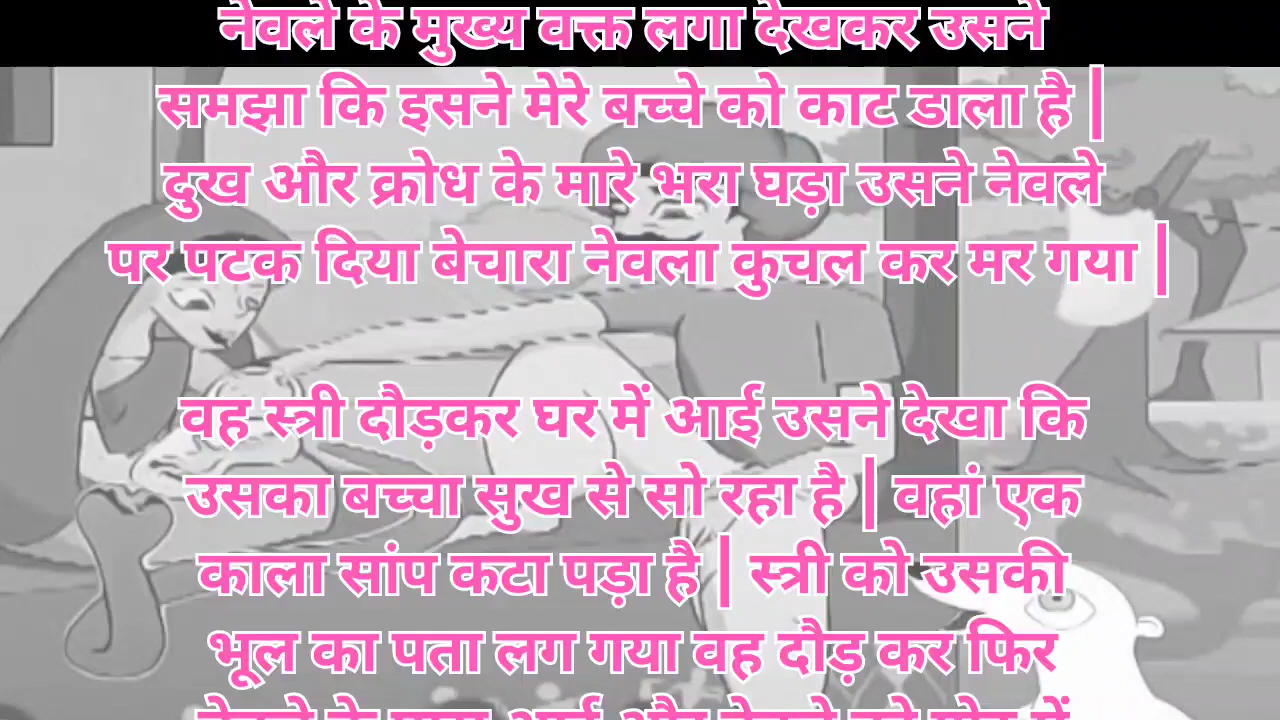 नेवले के मुख्य वक्त लगा देखकर उसने
समझा कि इसने मेरे बच्चे को काट डाला है |
दुख और क्रोध के मारे भरा घड़ा उसने नेवले
पर पटक दिया बेचारा नेवला कुचल कर मर गया |
वह स्त्री दौड़कर घर में आई उसने देखा कि
उसका बच्चा सुख से सो रहा है | वहां एक
काला सांप कटा पड़ा है | स्त्री को उसकी
भूल का पता लग गया वह दौड़ कर फिर